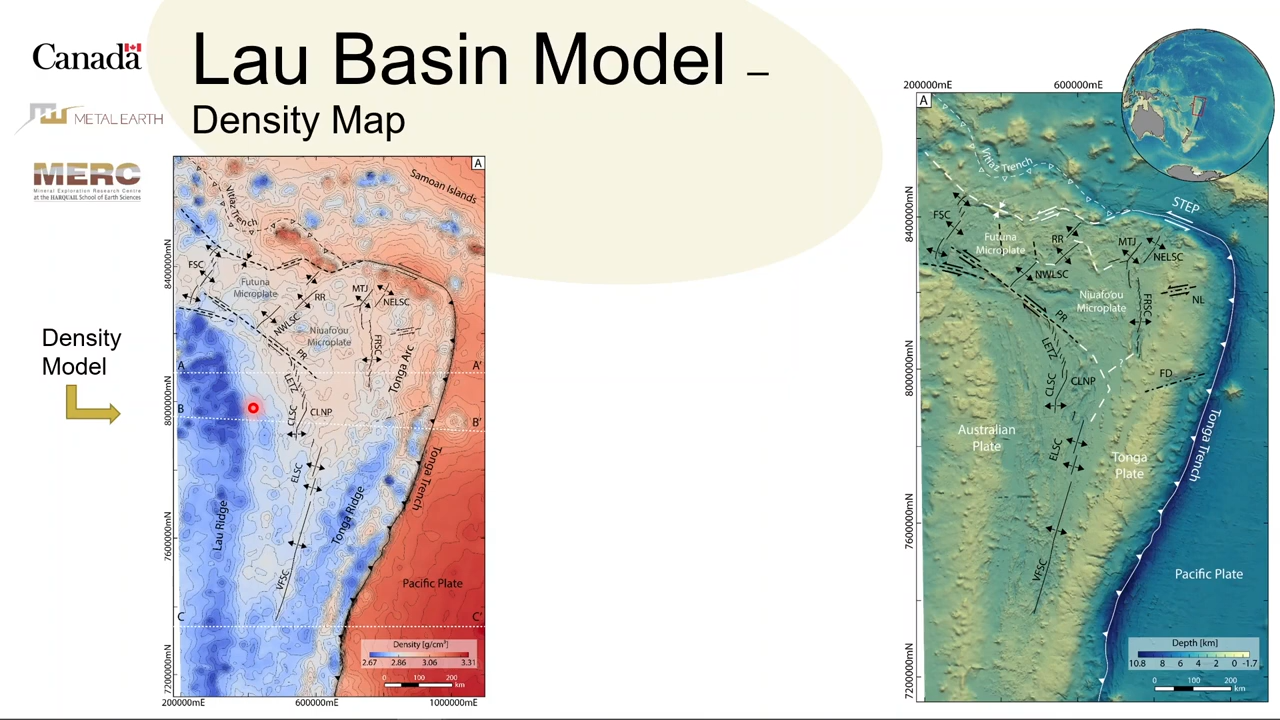 Canada
Lau Basin Model –
Density Map
METAL EARTH
MERC
Mineral Exploration Research Centre
at the HARQUAIL School of Earth Sciences
Density
Model
A
Samoan Islands
Vitiaz Trench
FSC
Futuna
Microplate
RR
MTJ
NELSC
NWLSC
Niuafo'ou
Microplate
PR
FRSC
LETZ
Tonga Arc
A
A'
B
B'
CLSC
CLNP
ELSC
Lau Ridge
Tonga Ridge
Tonga Trench
VFSC
Pacific Plate
C
C'
Density [g/cm³]
2.67 2.86 3.06 3.31
0 100 200
km
8400000mN
8000000mN
7600000mN
7200000mN
200000mE 600000mE 1000000mE
200000mE 600000mE
A
Vitiaz Trench
STEP
FSC
Futuna
Microplate
RR
MTJ
NELSC
NWLSC
Niuafo'ou
Microplate
NL
PR
FRSC
LETZ
FD
CLSC
CLNP
Australian
Plate
ELSC
Tonga
Plate
Tonga Trench
VFSC
Pacific Plate
Depth [km]
10.8 8 6 4 2 0 -1.7
0 100 200
km
8400000mN
8000000mN
7600000mN
7200000mN